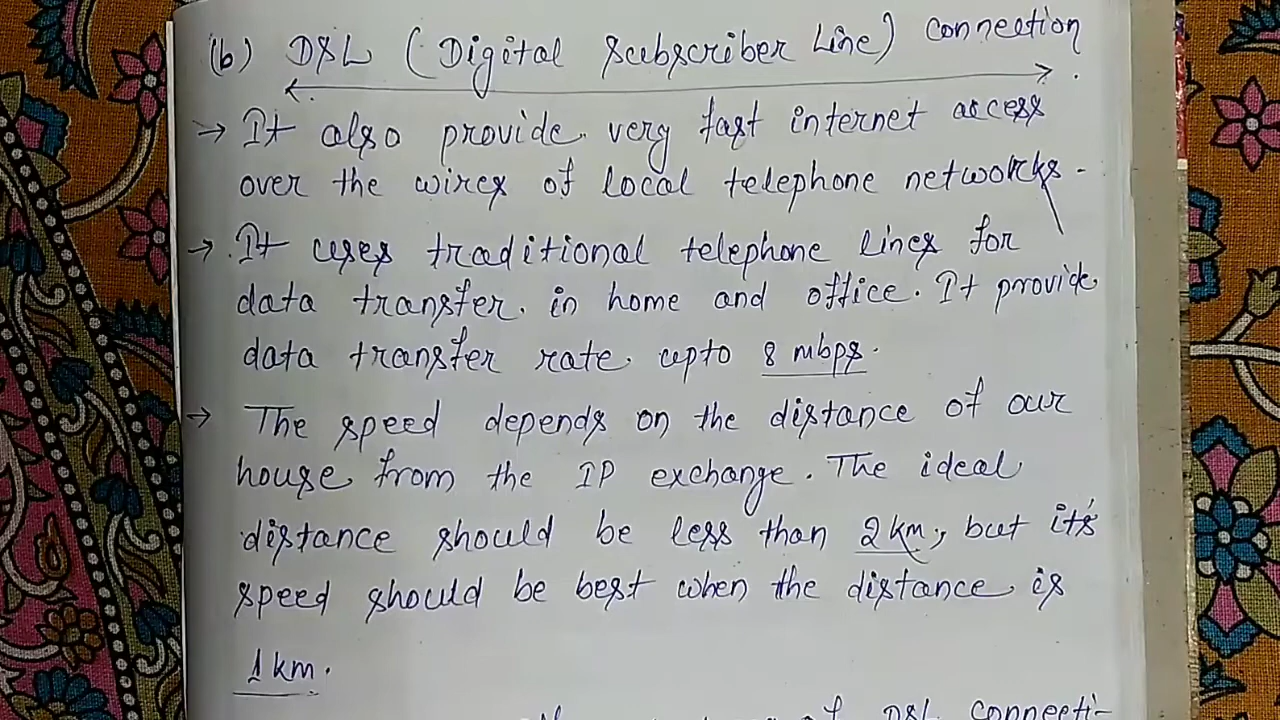 (b) DSL (Digital Subscriber Line) Connection
→ It also provide very fast internet access
over the wires of local telephone networks.
→ It uses traditional telephone lines for
data transfer in home and office. It provide
data transfer rate upto 8 mbps.
→ The speed depends on the distance of our
house from the IP exchange. The ideal
distance should be less than 2 km, but it's
speed should be best when the distance is
1 km.
of DSL connecti-